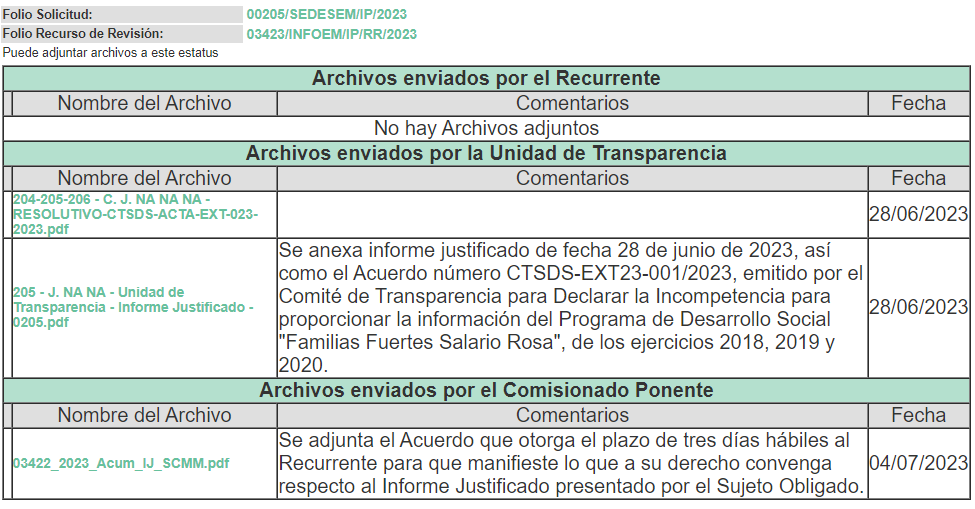 Folio Solicitud: 00205/SEDESEM/IP/2023
Folio Recurso de Revisión: 03423/INFOEM/IP/RR/2023
Puede adjuntar archivos a este estatus
Archivos enviados por el Recurrente
Nombre del Archivo Comentarios Fecha
No hay Archivos adjuntos
Archivos enviados por la Unidad de Transparencia
Nombre del Archivo Comentarios Fecha
204-205-206 - C. J. NA NA NA -
RESOLUTIVO-CTSDS-ACTA-EXT-023-
2023.pdf
28/06/2023
205 - J. NA NA - Unidad de
Transparencia - Informe Justificado -
0205.pdf
Se anexa informe justificado de fecha 28 de junio de 2023, así
como el Acuerdo número CTSDS-EXT23-001/2023, emitido por el
Comité de Transparencia para Declarar la Incompetencia para
proporcionar la información del Programa de Desarrollo Social
"Familias Fuertes Salario Rosa", de los ejercicios 2018, 2019 y
2020.
28/06/2023
Archivos enviados por el Comisionado Ponente
Nombre del Archivo Comentarios Fecha
03422_2023_Acum_IJ_SCMM.pdf
Se adjunta el Acuerdo que otorga el plazo de tres días hábiles al
Recurrente para que manifieste lo que a su derecho convenga
respecto al Informe Justificado presentado por el Sujeto Obligado.
04/07/2023